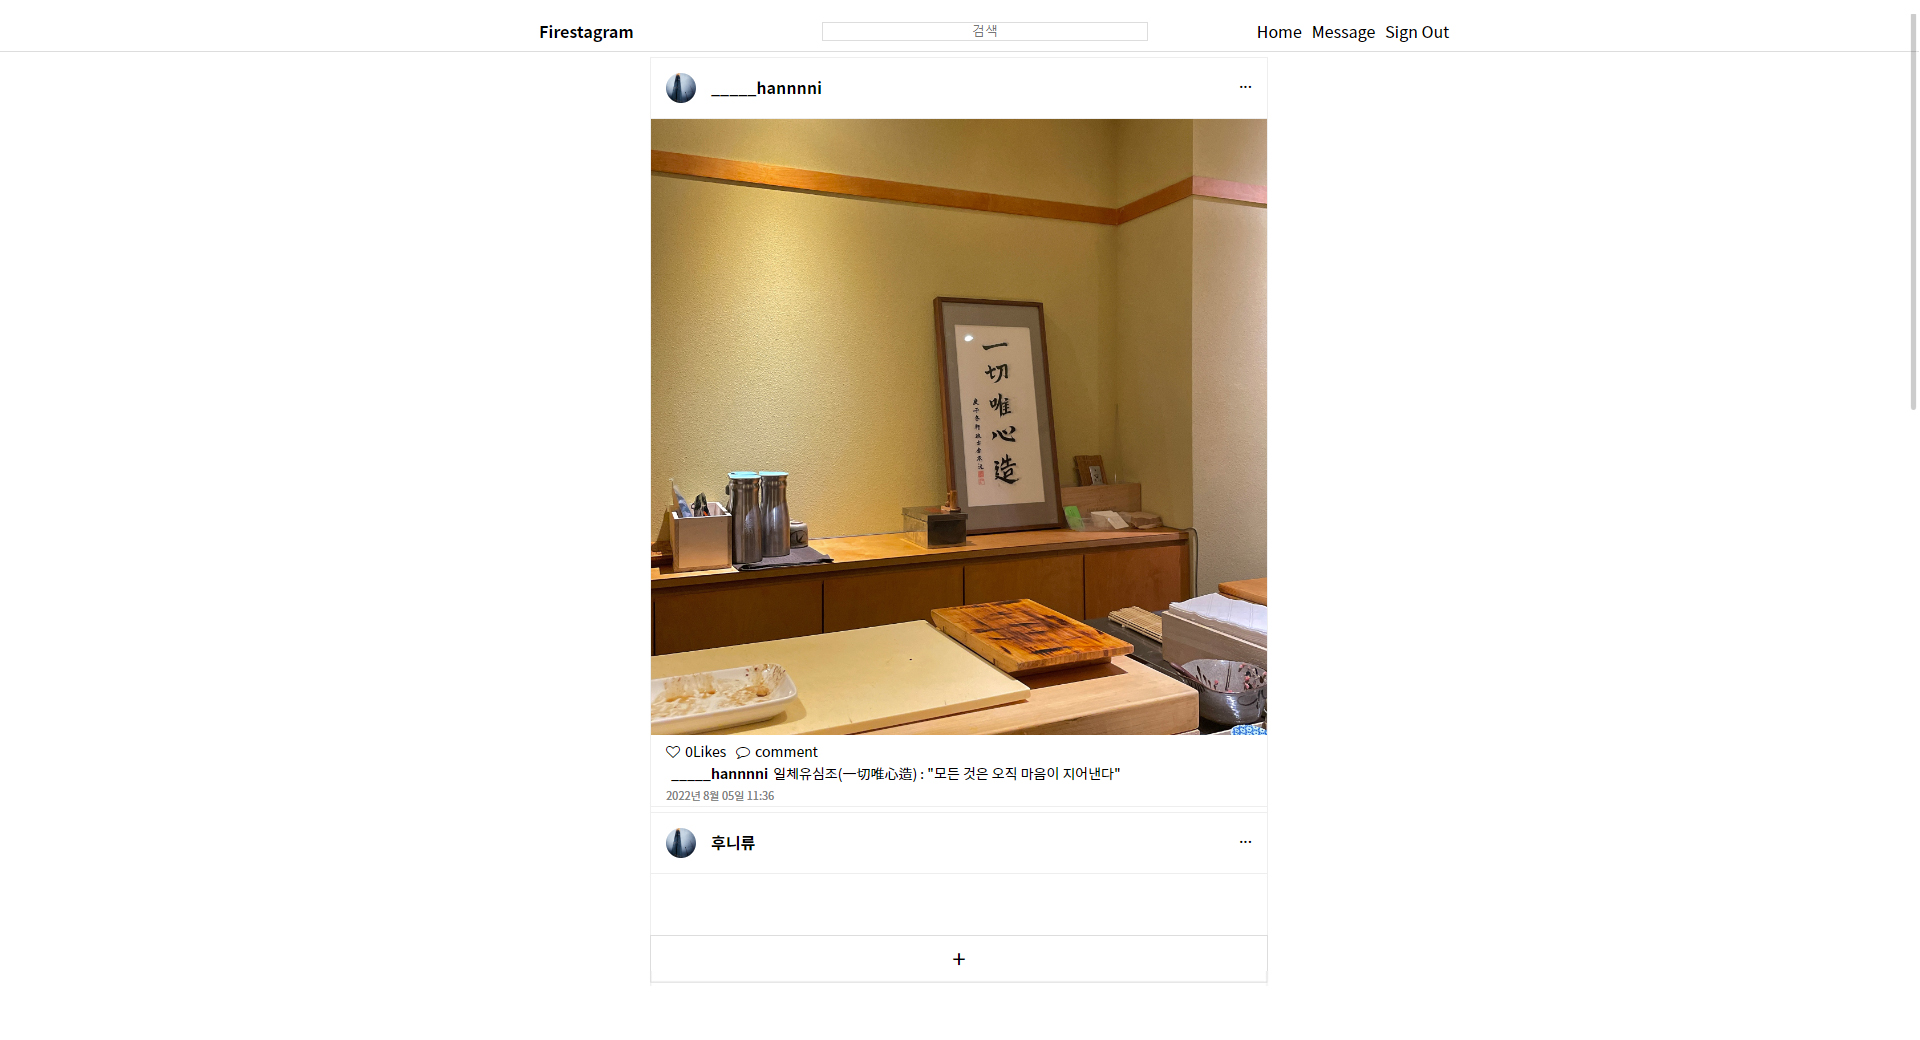 Firestagram
검색
Home Message Sign Out
_____hannnni
...
一切唯心造
0Likes comment
_____hannnni 일체유심조(一切唯心造) : "모든 것은 오직 마음이 지어낸다"
2022년 8월 05일 11:36
후니류
...
+